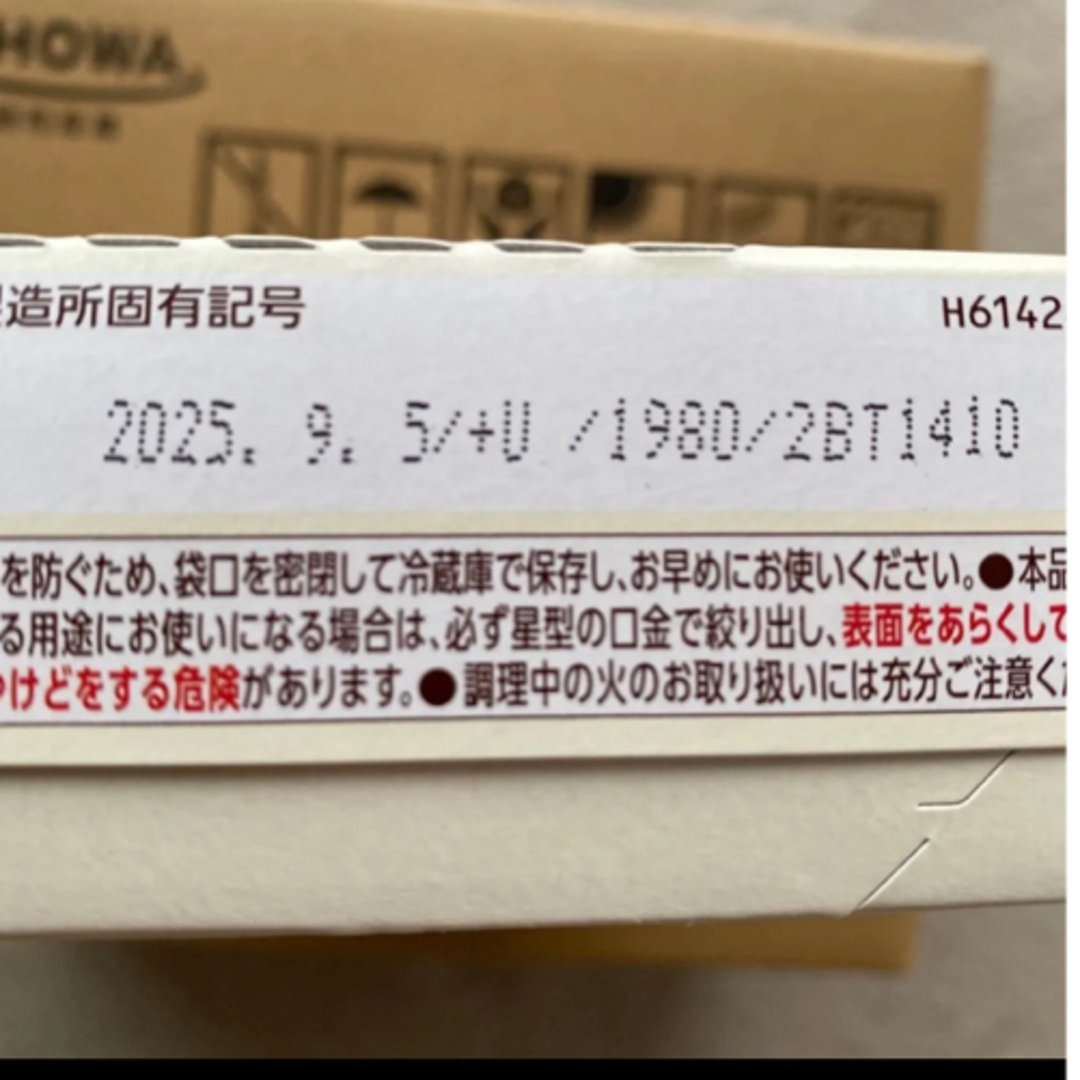 HOWA
造所固有記号 H6142
2025. 9. 5/+U /1980/2BT1410
を防ぐため、袋口を密閉して冷蔵庫で保存し、お早めにお使いください。●本品
る用途にお使いになる場合は、必ず星型の口金で絞り出し、表面をあらくして
やけどをする危険があります。●調理中の火のお取り扱いには充分ご注意く